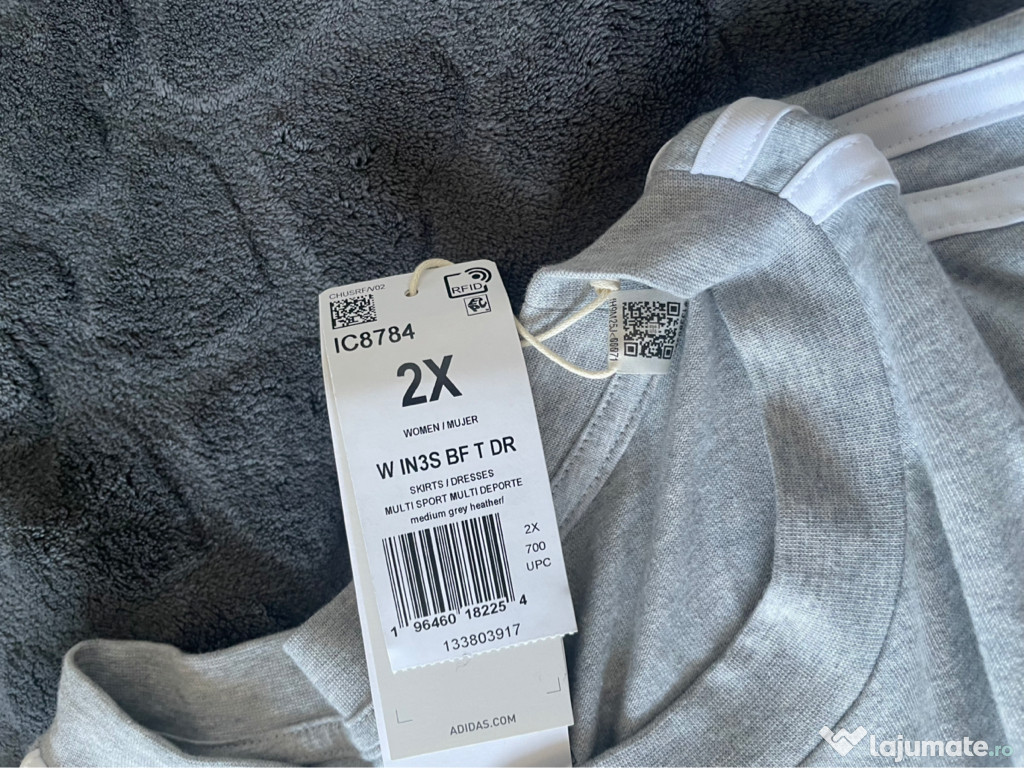 CHUSRF/V02
RFID
IC8784
2X
WOMEN / MUJER
W IN3S BF T DR
SKIRTS / DRESSES
MULTI SPORT MULTI DEPORTE
medium grey heather/
2X
700
UPC
1 96460 18225 4
133803917
ADIDAS.COM
lajumate.ro